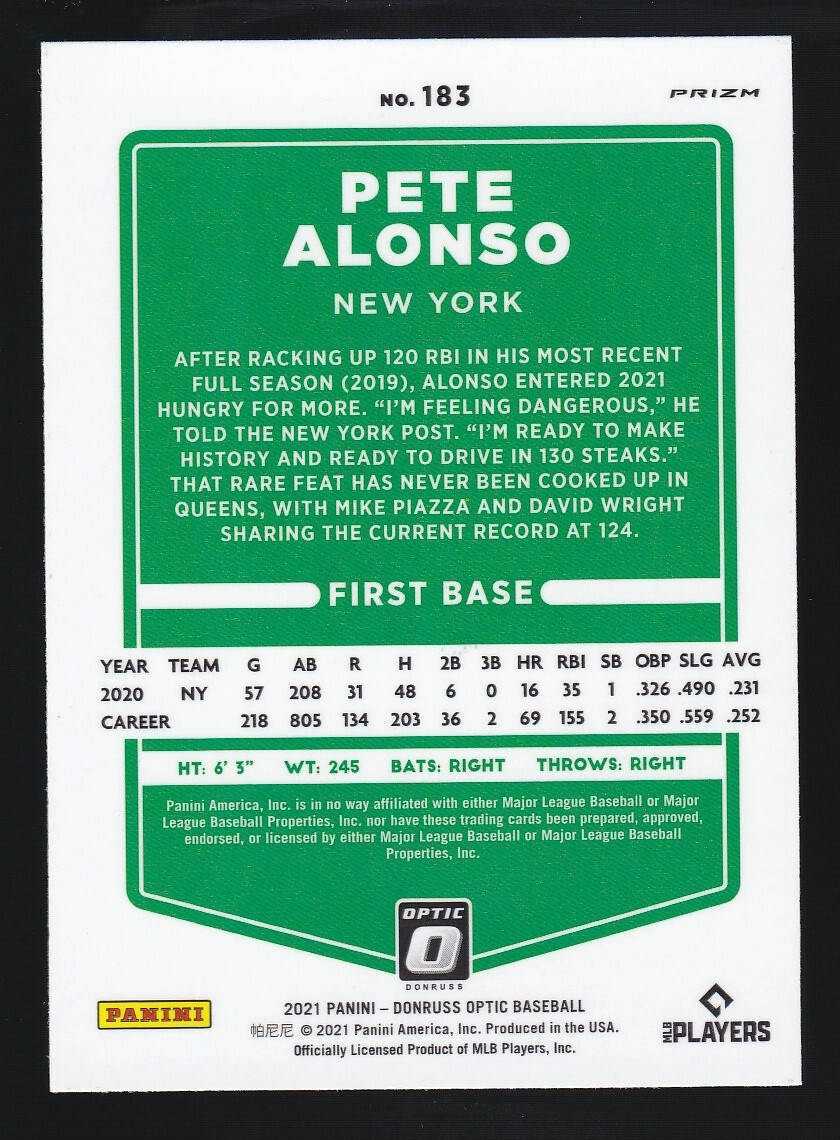 NO. 183
PRIZM
PETE
ALONSO
NEW YORK
AFTER RACKING UP 120 RBI IN HIS MOST RECENT
FULL SEASON (2019), ALONSO ENTERED 2021
HUNGRY FOR MORE. “I’M FEELING DANGEROUS,” HE
TOLD THE NEW YORK POST. “I’M READY TO MAKE
HISTORY AND READY TO DRIVE IN 130 STEAKS.”
THAT RARE FEAT HAS NEVER BEEN COOKED UP IN
QUEENS, WITH MIKE PIAZZA AND DAVID WRIGHT
SHARING THE CURRENT RECORD AT 124.
FIRST BASE
YEAR TEAM G AB R H 2B 3B HR RBI SB OBP SLG AVG
2020 NY 57 208 31 48 6 0 16 35 1 .326 .490 .231
CAREER 218 805 134 203 36 2 69 155 2 .350 .559 .252
HT: 6’ 3” WT: 245 BATS: RIGHT THROWS: RIGHT
Panini America, Inc. is in no way affiliated with either Major League Baseball or Major
League Baseball Properties, Inc. nor have these trading cards been prepared, approved,
endorsed, or licensed by either Major League Baseball or Major League Baseball
Properties, Inc.
OPTIC
O
DONRUSS
PANINI
2021 PANINI – DONRUSS OPTIC BASEBALL
帕尼尼 © 2021 Panini America, Inc. Produced in the USA.
Officially Licensed Product of MLB Players, Inc.
MLB PLAYERS